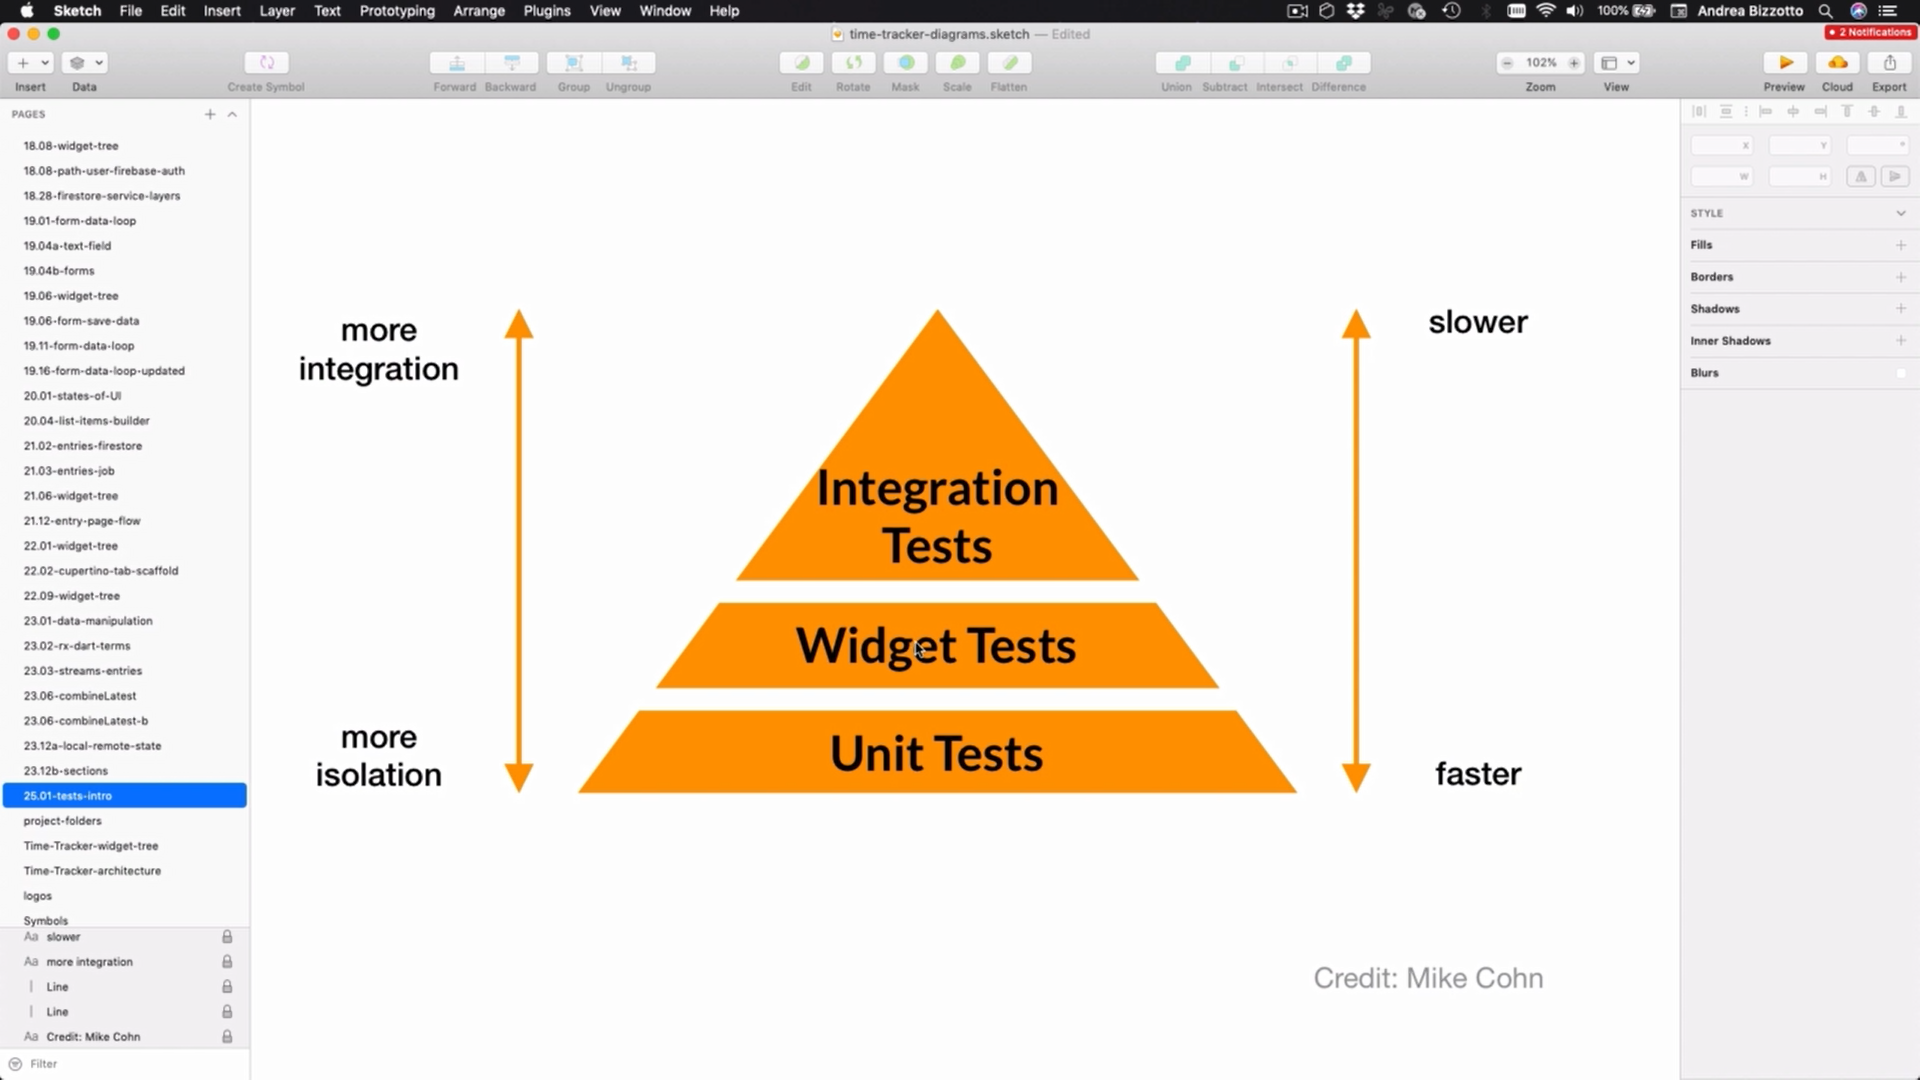 Sketch File Edit Insert Layer Text Prototyping Arrange Plugins View Window Help 100% Andrea Bizzotto
time-tracker-diagrams.sketch — Edited
2 Notifications
102%
Insert Data Create Symbol Forward Backward Group Ungroup Edit Rotate Mask Scale Flatten Union Subtract Intersect Difference Zoom View Preview Cloud Export
PAGES
18.08-widget-tree
18.08-path-user-firebase-auth
18.28-firestore-service-layers
19.01-form-data-loop
19.04a-text-field
19.04b-forms
19.06-widget-tree
19.06-form-save-data
19.11-form-data-loop
19.16-form-data-loop-updated
20.01-states-of-UI
20.04-list-items-builder
21.02-entries-firestore
21.03-entries-job
21.06-widget-tree
21.12-entry-page-flow
22.01-widget-tree
22.02-cupertino-tab-scaffold
22.09-widget-tree
23.01-data-manipulation
23.02-rx-dart-terms
23.03-streams-entries
23.06-combineLatest
23.06-combineLatest-b
23.12a-local-remote-state
23.12b-sections
25.01-tests-intro
project-folders
Time-Tracker-widget-tree
Time-Tracker-architecture
logos
Symbols
Aa slower
Aa more integration
Line
Line
Aa Credit: Mike Cohn
Filter
more
integration
more
isolation
Integration
Tests
Widget Tests
Unit Tests
slower
faster
Credit: Mike Cohn
X Y °
W H
STYLE
Fills
Borders
Shadows
Inner Shadows
Blurs